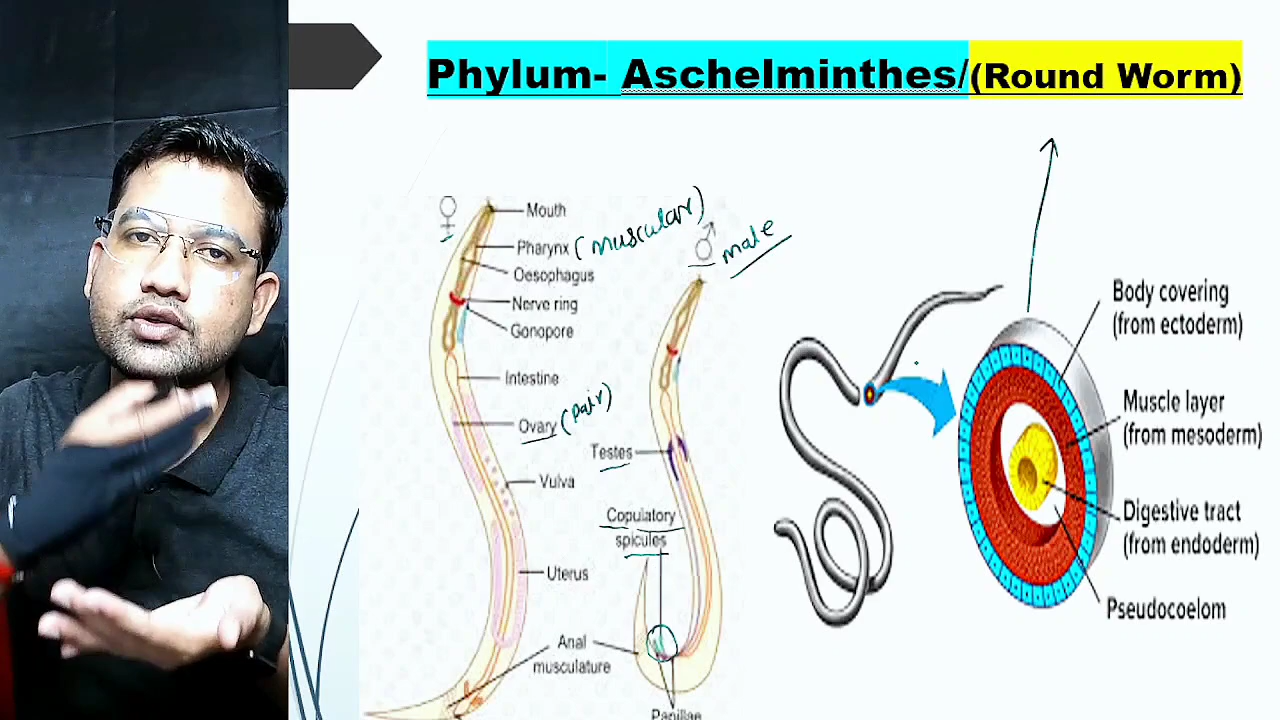 Phylum- Aschelminthes/(Round Worm)
♀
Mouth
Pharynx (muscular)
Oesophagus
Nerve ring
Gonopore
Intestine
Ovary (pair)
Vulva
Uterus
Anal
musculature
♂ male
Testes
Copulatory
spicules
Papillae
Body covering
(from ectoderm)
Muscle layer
(from mesoderm)
Digestive tract
(from endoderm)
Pseudocoelom